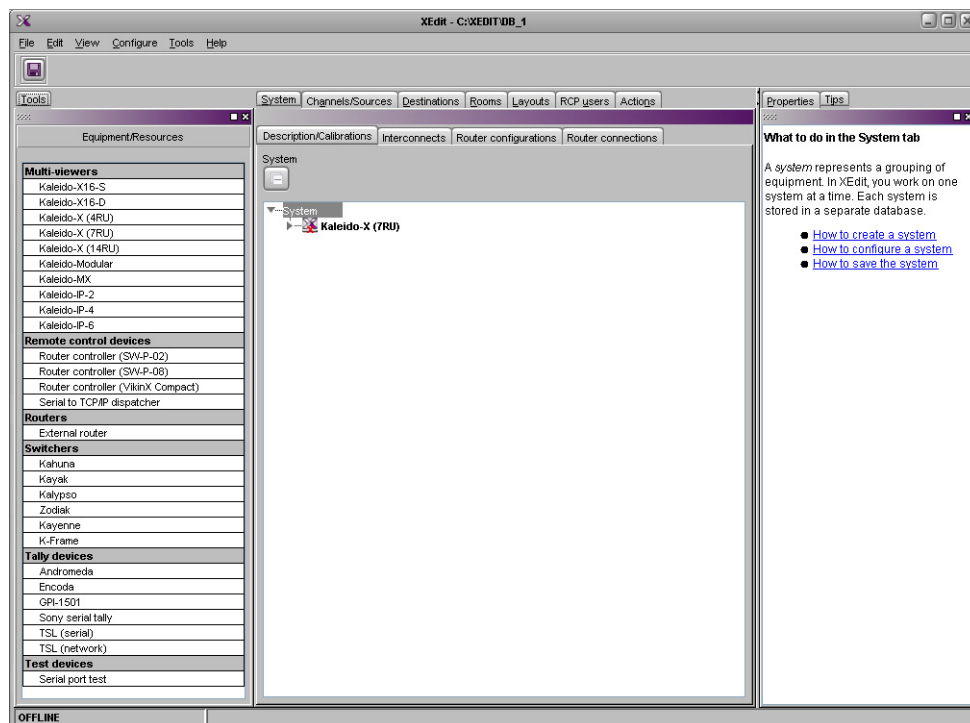 XEdit - C:\XEDIT\DB_1
File Edit View Configure Tools Help
Tools
Equipment/Resources
Multi-viewers
Kaleido-X16-S
Kaleido-X16-D
Kaleido-X (4RU)
Kaleido-X (7RU)
Kaleido-X (14RU)
Kaleido-Modular
Kaleido-MX
Kaleido-IP-2
Kaleido-IP-4
Kaleido-IP-6
Remote control devices
Router controller (SW-P-02)
Router controller (SW-P-08)
Router controller (VikinX Compact)
Serial to TCP/IP dispatcher
Routers
External router
Switchers
Kahuna
Kayak
Kalypso
Zodiak
Kayenne
K-Frame
Tally devices
Andromeda
Encoda
GPI-1501
Sony serial tally
TSL (serial)
TSL (network)
Test devices
Serial port test
System Channels/Sources Destinations Rooms Layouts RCP users Actions
Description/Calibrations Interconnects Router configurations Router connections
System
System
Kaleido-X (7RU)
Properties Tips
What to do in the System tab
A system represents a grouping of
equipment. In XEdit, you work on one
system at a time. Each system is
stored in a separate database.
How to create a system
How to configure a system
How to save the system
OFFLINE